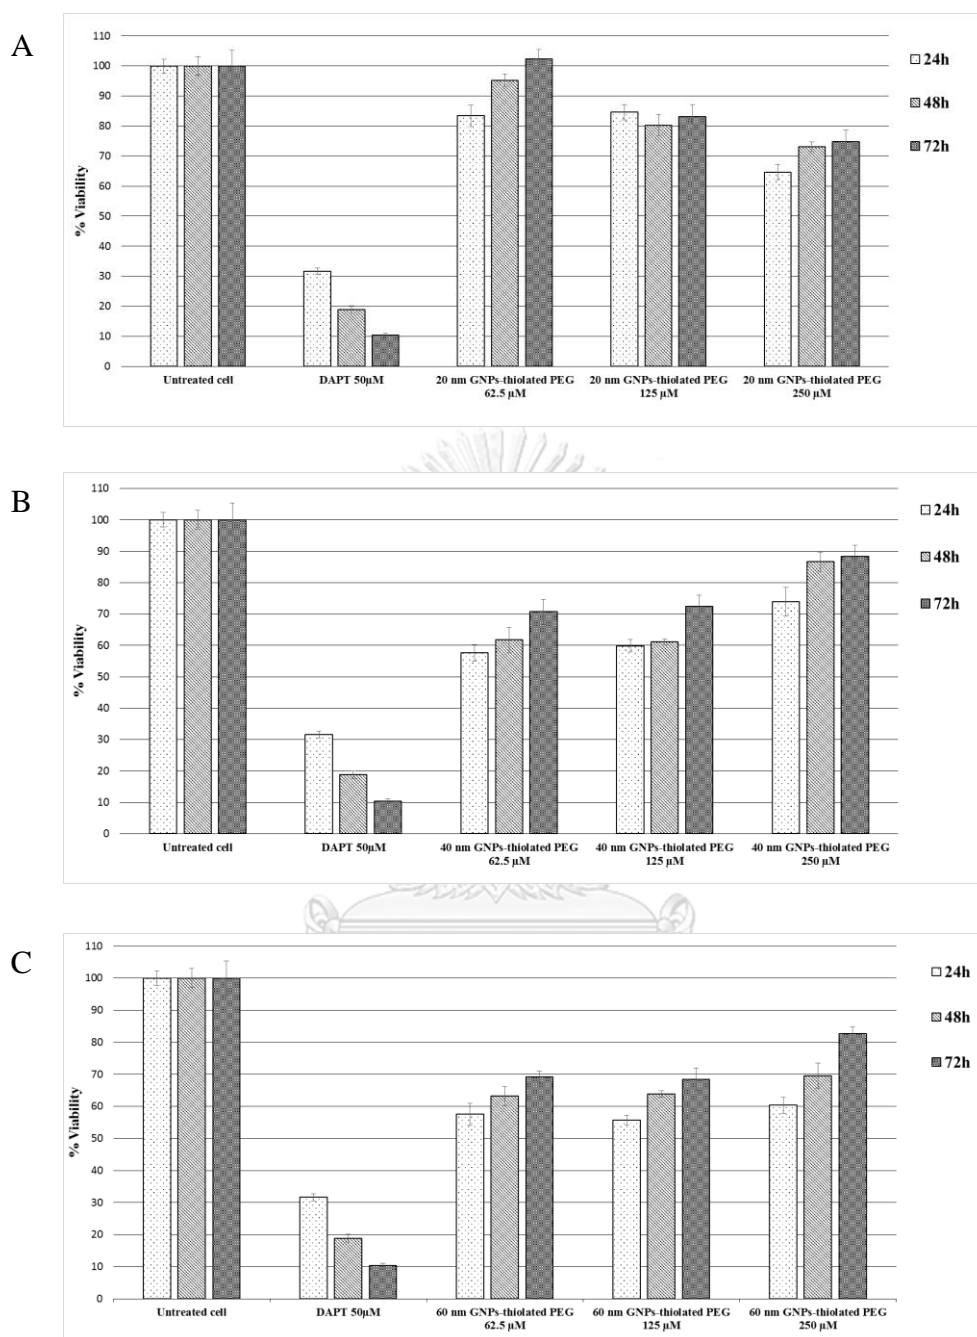 A
110
100
90
80
70
60
50
40
30
20
10
0
% Viability
24h
48h
72h
Untreated cell
DAPT 50µM
20 nm GNPs-thiolated PEG
62.5 µM
20 nm GNPs-thiolated PEG
125 µM
20 nm GNPs-thiolated PEG
250 µM
B
110
100
90
80
70
60
50
40
30
20
10
0
% Viability
24h
48h
72h
Untreated cell
DAPT 50µM
40 nm GNPs-thiolated PEG
62.5 µM
40 nm GNPs-thiolated PEG
125 µM
40 nm GNPs-thiolated PEG
250 µM
C
110
100
90
80
70
60
50
40
30
20
10
0
% Viability
24h
48h
72h
Untreated cell
DAPT 50µM
60 nm GNPs-thiolated PEG
62.5 µM
60 nm GNPs-thiolated PEG
125 µM
60 nm GNPs-thiolated PEG
250 µM